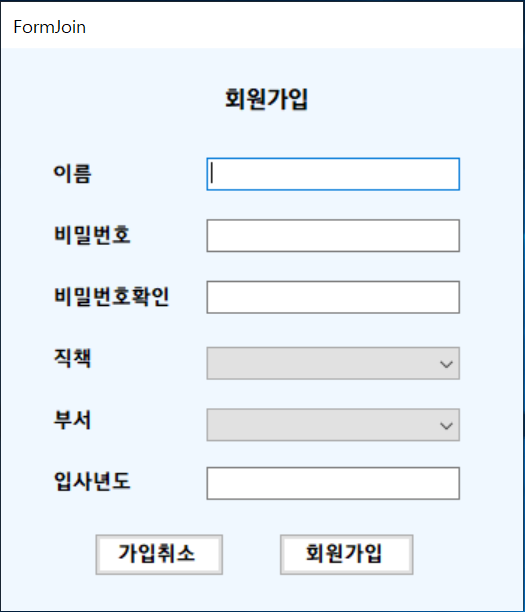 FormJoin
회원가입
이름
비밀번호
비밀번호확인
직책
부서
입사년도
가입취소 회원가입